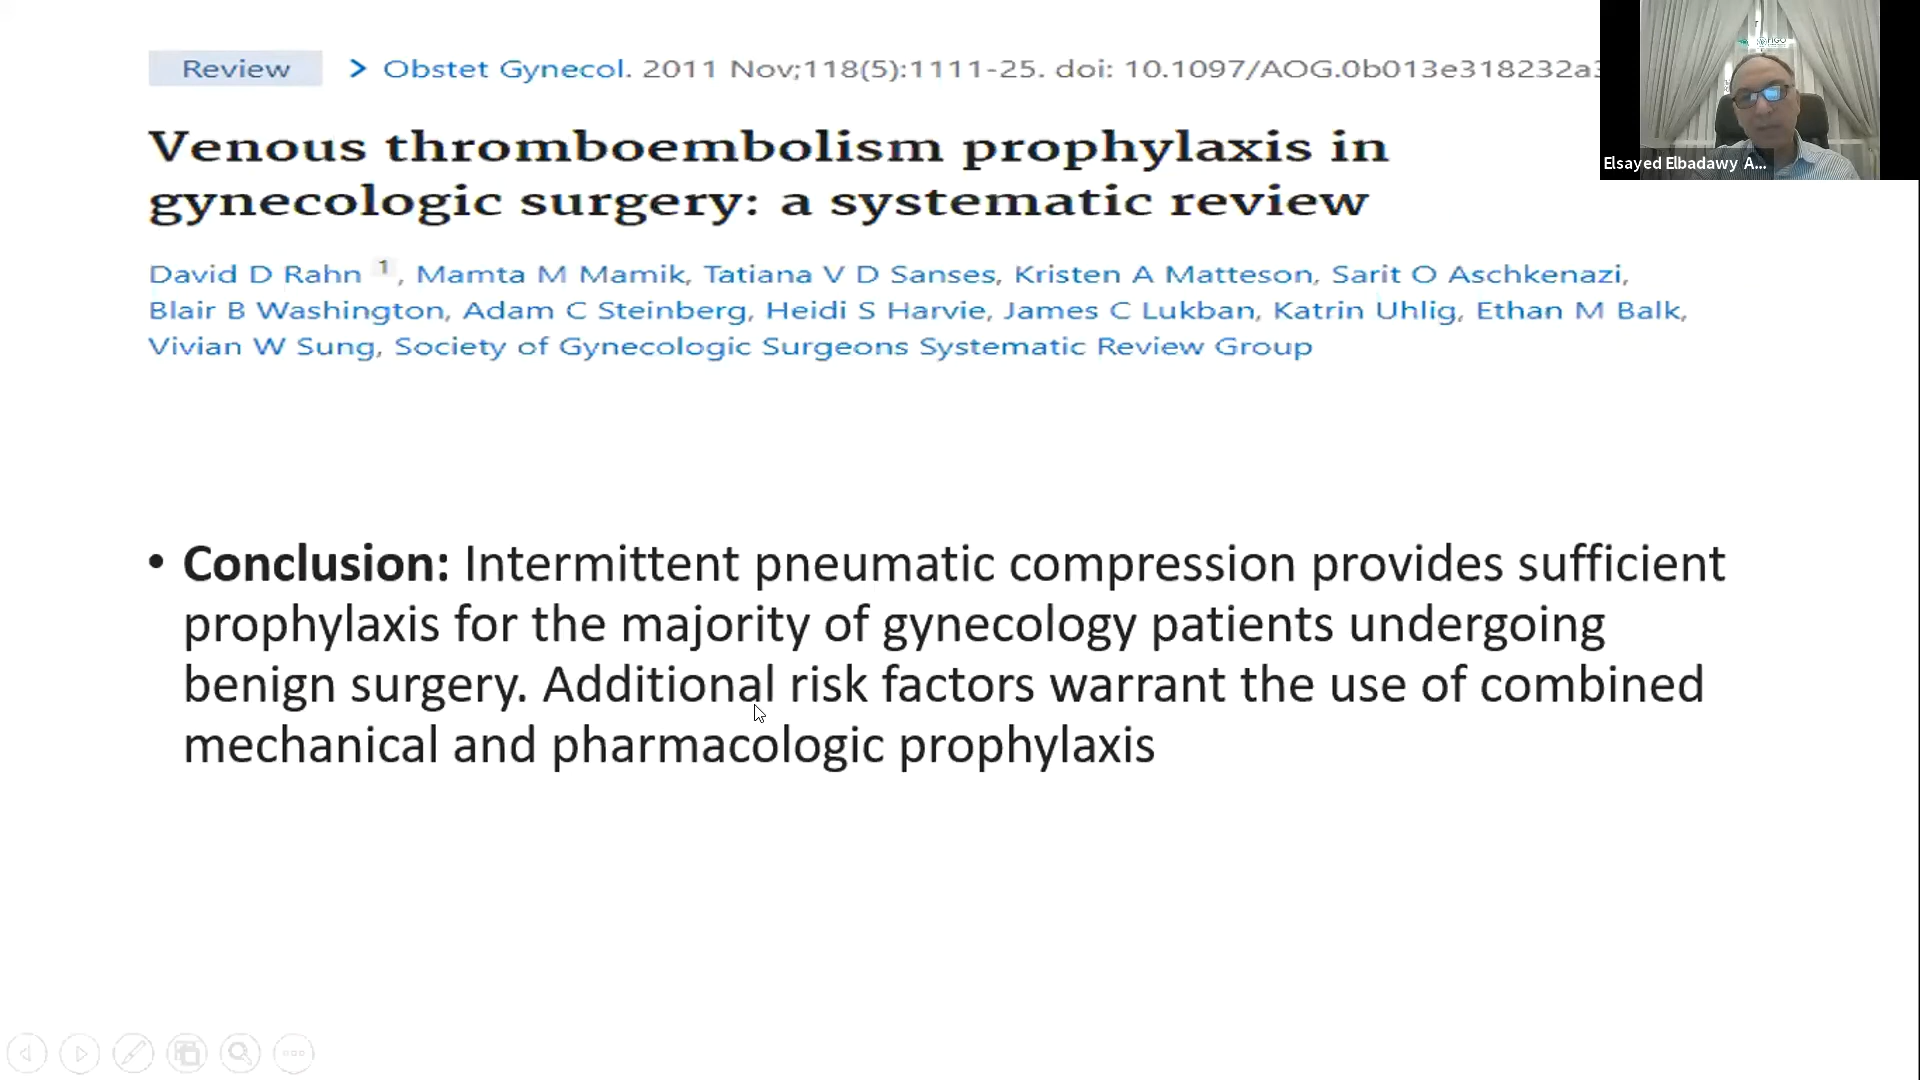 Review > Obstet Gynecol. 2011 Nov;118(5):1111-25. doi: 10.1097/AOG.0b013e318232a
Venous thromboembolism prophylaxis in
gynecologic surgery: a systematic review
David D Rahn 1, Mamta M Mamik, Tatiana V D Sanses, Kristen A Matteson, Sarit O Aschkenazi,
Blair B Washington, Adam C Steinberg, Heidi S Harvie, James C Lukban, Katrin Uhlig, Ethan M Balk,
Vivian W Sung, Society of Gynecologic Surgeons Systematic Review Group
• Conclusion: Intermittent pneumatic compression provides sufficient
prophylaxis for the majority of gynecology patients undergoing
benign surgery. Additional risk factors warrant the use of combined
mechanical and pharmacologic prophylaxis
Elsayed Elbadawy A...